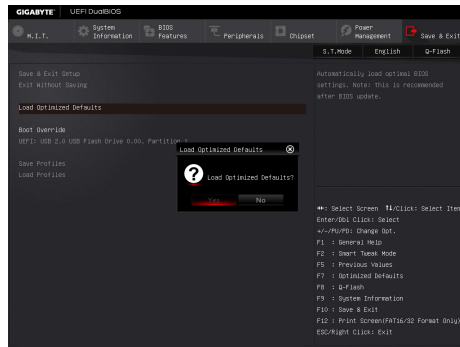 GIGABYTE™ UEFI DualBIOS
M.I.T.
System Information
BIOS Features
Peripherals
Chipset
Power Management
Save & Exit
S.T.Mode English Q-Flash
Save & Exit Setup
Exit Without Saving
Load Optimized Defaults
Boot Override
UEFI: USB 2.0 USB Flash Drive 0.00, Partition 1
Save Profiles
Load Profiles
Automatically load optimal BIOS
settings. Note: this is recommended
after BIOS update.
Load Optimized Defaults
Load Optimized Defaults?
Yes No
: Select Screen ↑↓/Click: Select Item
Enter/Dbl Click: Select
+/-/PU/PD: Change Opt.
F1 : General Help
F2 : Smart Tweak Mode
F5 : Previous Values
F7 : Optimized Defaults
F8 : Q-Flash
F9 : System Information
F10 : Save & Exit
F12 : Print Screen(FAT16/32 Format Only)
ESC/Right Click: Exit